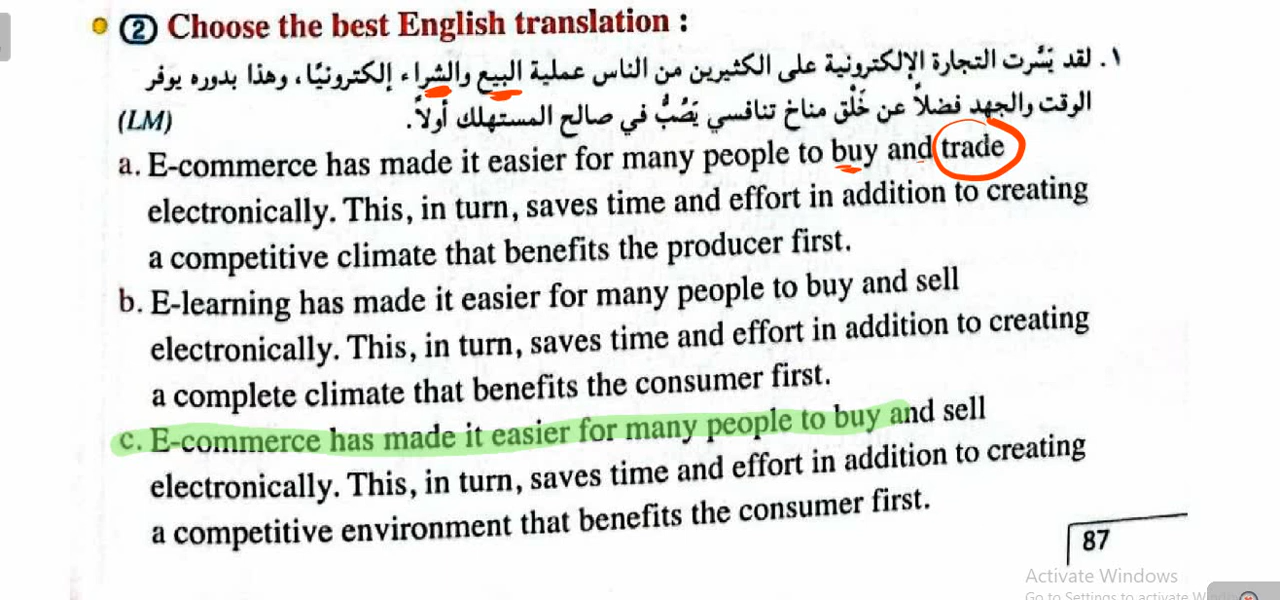 ② Choose the best English translation :
١. لقد يَسَّرت التجارة الإلكترونية على الكثيرين من الناس عملية البيع والشراء إلكترونيًا، وهذا بدوره يوفر
الوقت والجهد فضلاً عن خَلْق مناخ تنافسي يَصُبُّ في صالح المستهلك أولاً. (LM)
a. E-commerce has made it easier for many people to buy and trade
electronically. This, in turn, saves time and effort in addition to creating
a competitive climate that benefits the producer first.
b. E-learning has made it easier for many people to buy and sell
electronically. This, in turn, saves time and effort in addition to creating
a complete climate that benefits the consumer first.
c. E-commerce has made it easier for many people to buy and sell
electronically. This, in turn, saves time and effort in addition to creating
a competitive environment that benefits the consumer first.
87
Activate Windows
Go to Settings to activate